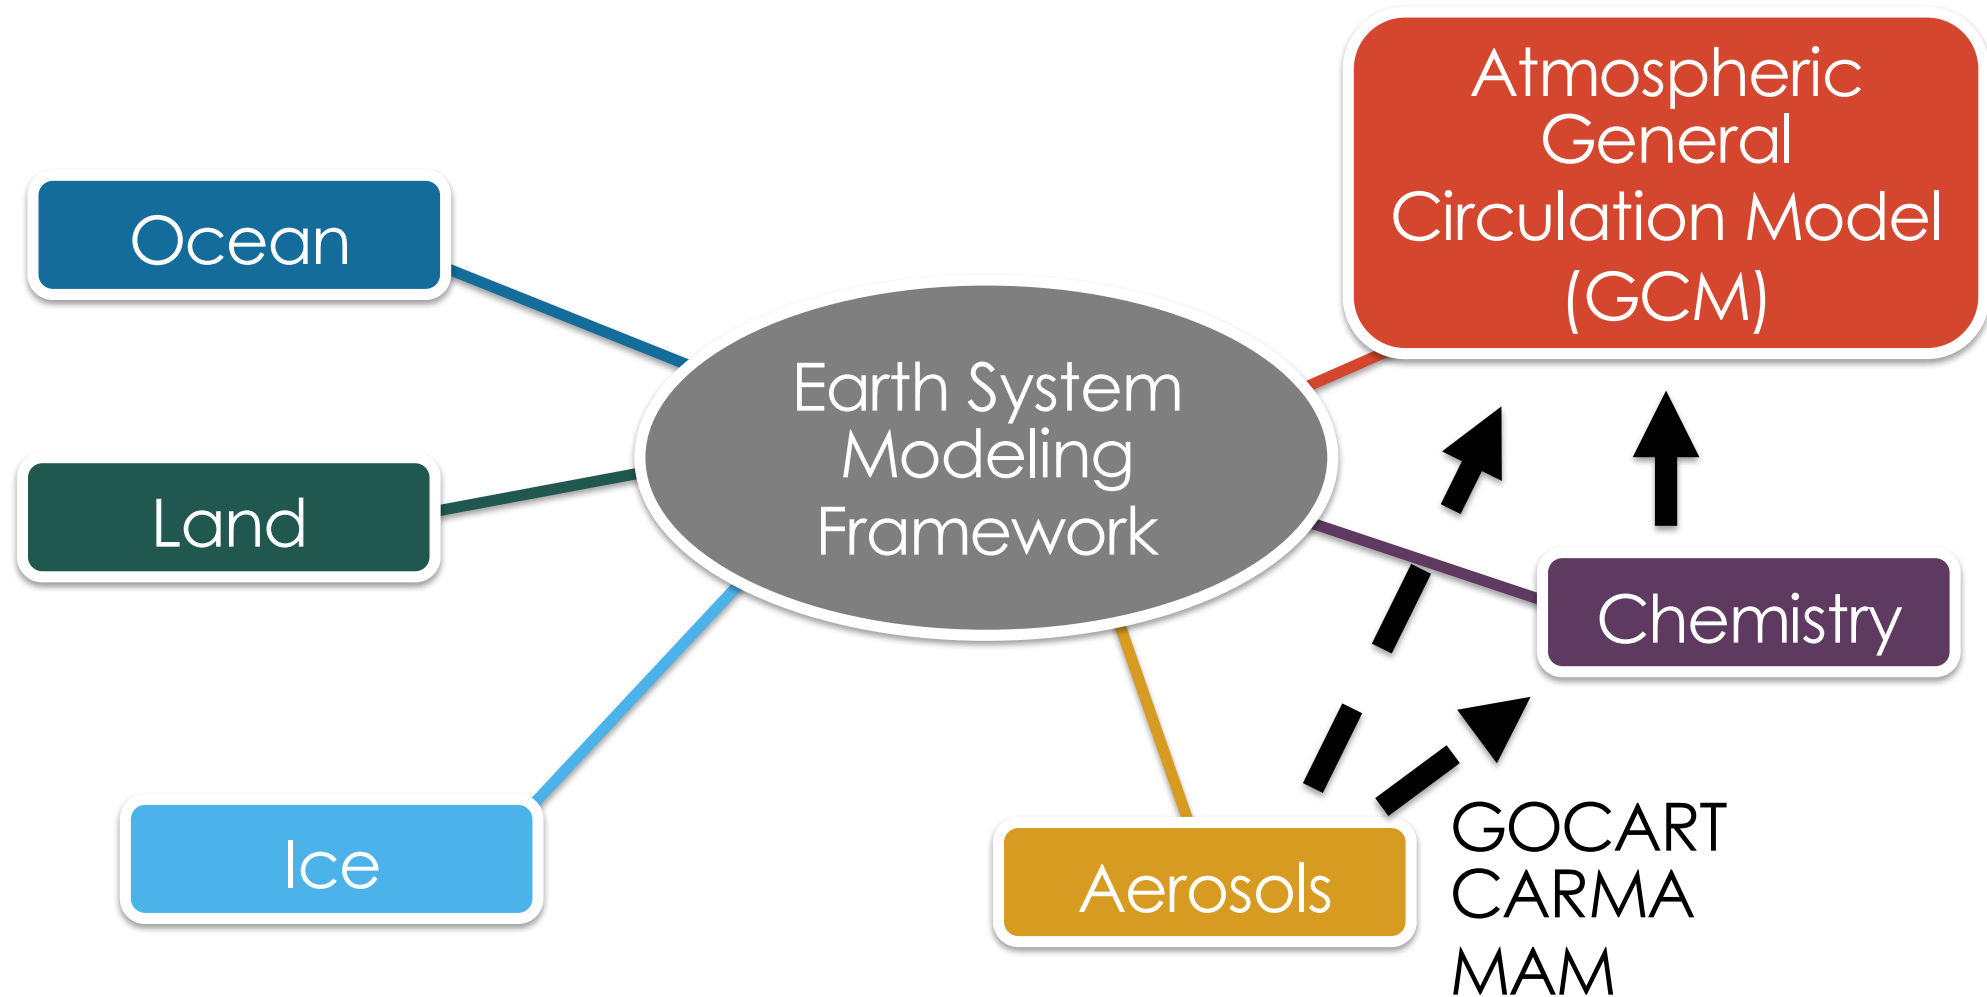 Atmospheric
General
Circulation Model
(GCM)
Ocean
Earth System
Modeling
Framework
Land
Chemistry
Ice
Aerosols
GOCART
CARMA
MAM